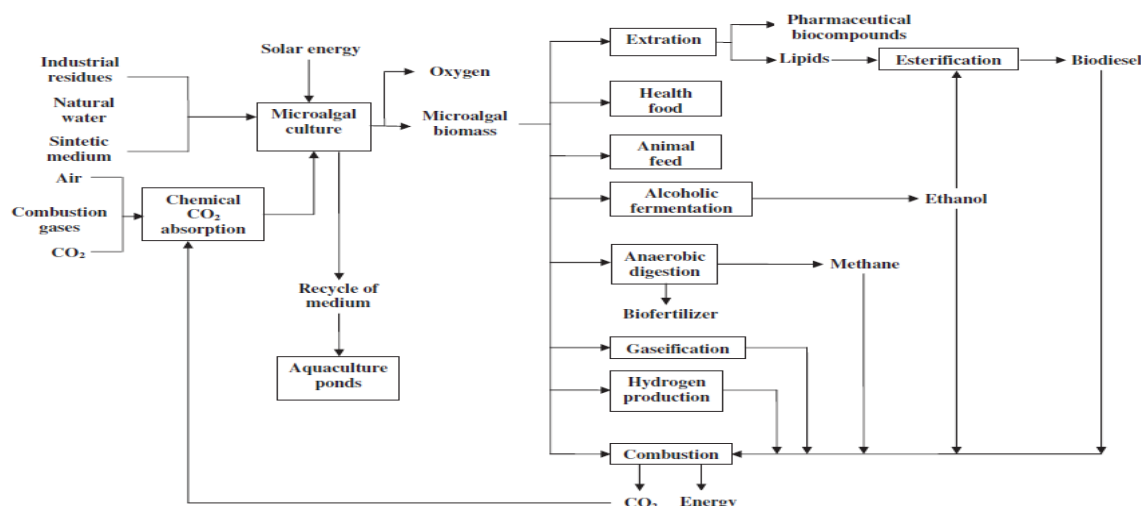 Solar energy
Industrial
residues
Natural
water
Sintetic
medium
Air
Combustion
gases
CO₂
Chemical
CO₂
absorption
Microalgal
culture
Oxygen
Microalgal
biomass
Recycle of
medium
Aquaculture
ponds
Extration
Pharmaceutical
biocompounds
Lipids
Esterification
Biodiesel
Health
food
Animal
feed
Alcoholic
fermentation
Ethanol
Anaerobic
digestion
Methane
Biofertilizer
Gaseification
Hydrogen
production
Combustion
CO₂
Energy